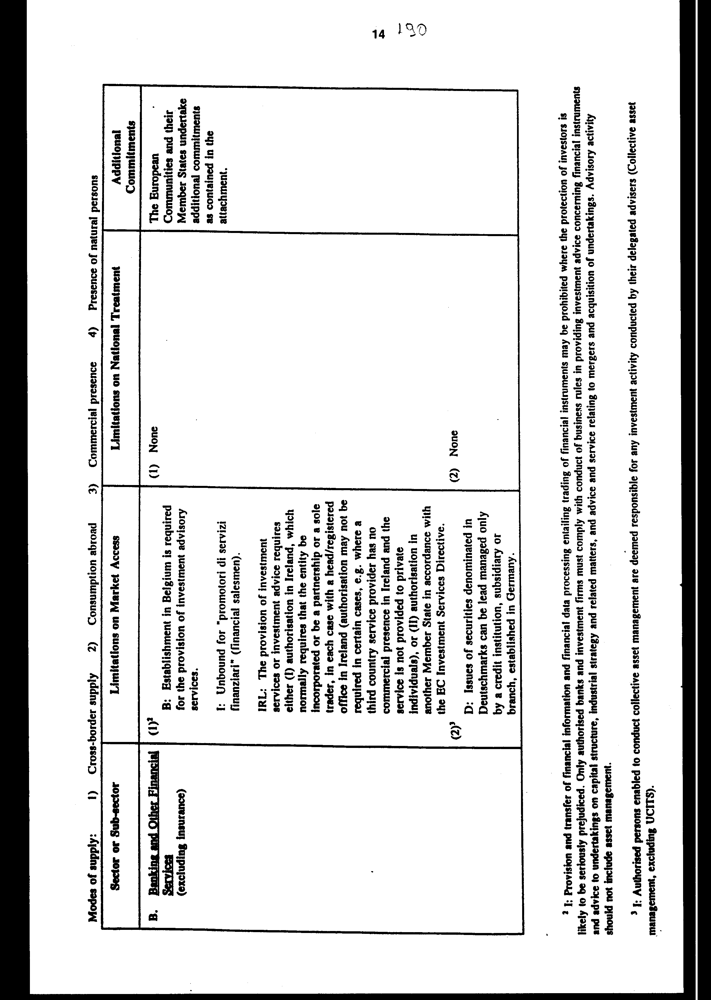 14 190
Modes of supply: 1) Cross-border supply 2) Consumption abroad 3) Commercial presence 4) Presence of natural persons
Sector or Sub-sector
Limitations on Market Access
Limitations on National Treatment
Additional
Commitments
B. Banking and Other Financial
Services
(excluding insurance)
(1)²
B: Establishment in Belgium is required
for the provision of investment advisory
services.
I: Unbound for "promotori di servizi
finanziari" (financial salesmen).
IRL: The provision of investment
services or investment advice requires
either (I) authorisation in Ireland, which
normally requires that the entity be
incorporated or be a partnership or a sole
trader, in each case with a head/registered
office in Ireland (authorisation may not be
required in certain cases, e.g. where a
third country service provider has no
commercial presence in Ireland and the
service is not provided to private
individuals), or (II) authorisation in
another Member State in accordance with
the EC Investment Services Directive.
(2)³
D: Issues of securities denominated in
Deutschmarks can be lead managed only
by a credit institution, subsidiary or
branch, established in Germany.
(1) None
(2) None
The European
Communities and their
Member States undertake
additional commitments
as contained in the
attachment.
² I: Provision and transfer of financial information and financial data processing entailing trading of financial instruments may be prohibited where the protection of investors is
likely to be seriously prejudiced. Only authorised banks and investment firms must comply with conduct of business rules in providing investment advice concerning financial instruments
and advice to undertakings on capital structure, industrial strategy and related matters, and advice and service relating to mergers and acquisition of undertakings. Advisory activity
should not include asset management.
³ I: Authorised persons enabled to conduct collective asset management are deemed responsible for any investment activity conducted by their delegated advisers (Collective asset
management, excluding UCITS).